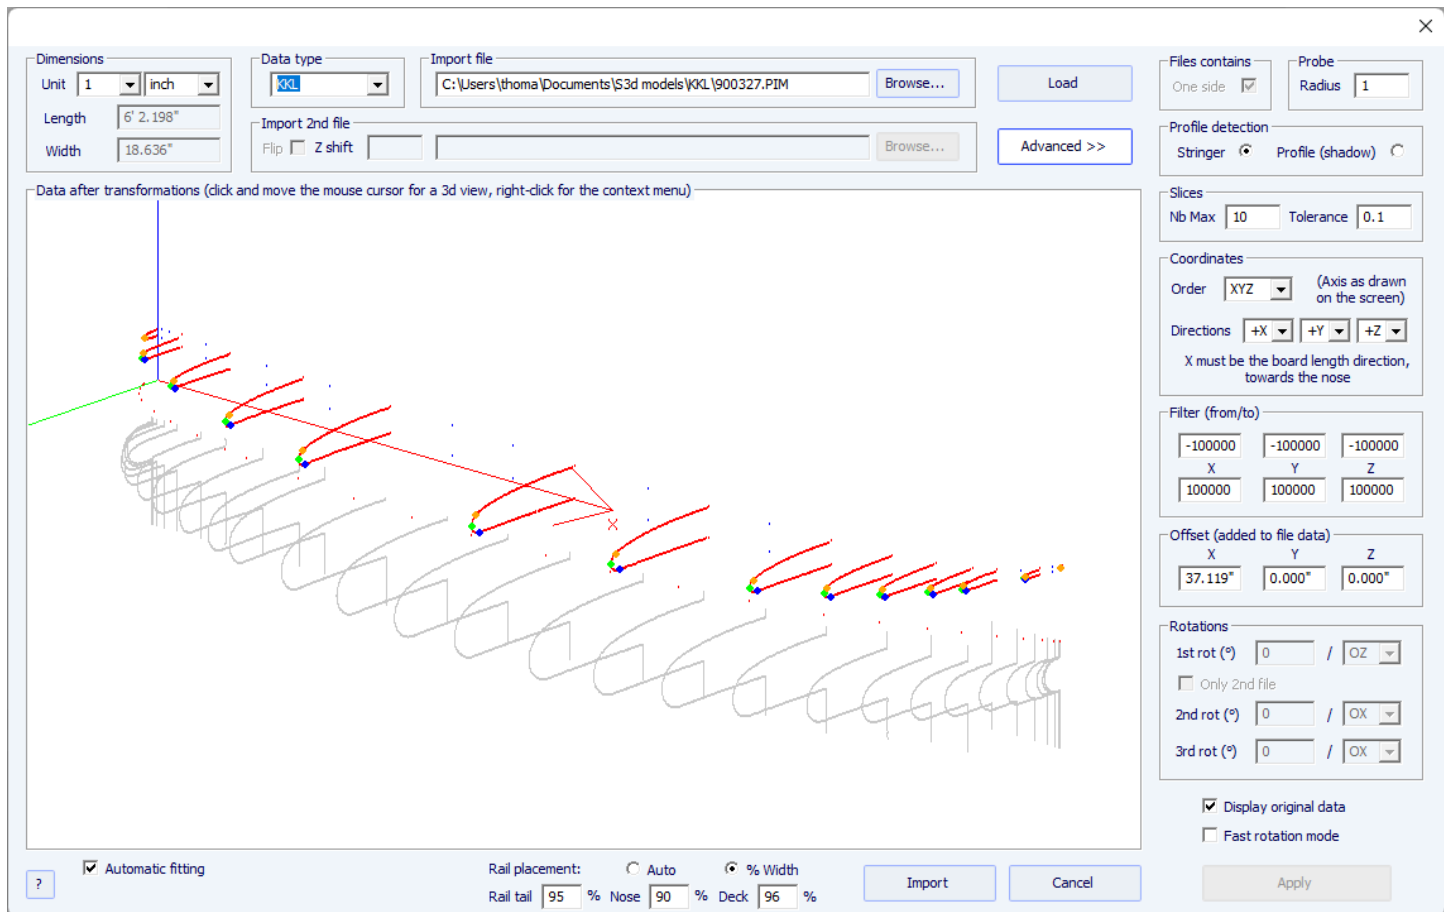 Dimensions
Unit 1 inch
Length 6' 2.198"
Width 18.636"
Data type
KKL
Import file
C:\Users\thoma\Documents\S3d models\KKL\900327.PIM Browse...
Import 2nd file
Flip Z shift Browse...
Load
Advanced >>
Files contains
One side
Probe
Radius 1
Profile detection
Stringer Profile (shadow)
Slices
Nb Max 10 Tolerance 0.1
Coordinates
Order XYZ (Axis as drawn
on the screen)
Directions +X +Y +Z
X must be the board length direction,
towards the nose
Filter (from/to)
-100000 -100000 -100000
X Y Z
100000 100000 100000
Offset (added to file data)
X Y Z
37.119" 0.000" 0.000"
Rotations
1st rot (°) 0 / OZ
Only 2nd file
2nd rot (°) 0 / OX
3rd rot (°) 0 / OX
Display original data
Fast rotation mode
Apply
Data after transformations (click and move the mouse cursor for a 3d view, right-click for the context menu)
X
?
Automatic fitting
Rail placement: Auto % Width
Rail tail 95 % Nose 90 % Deck 96 %
Import
Cancel